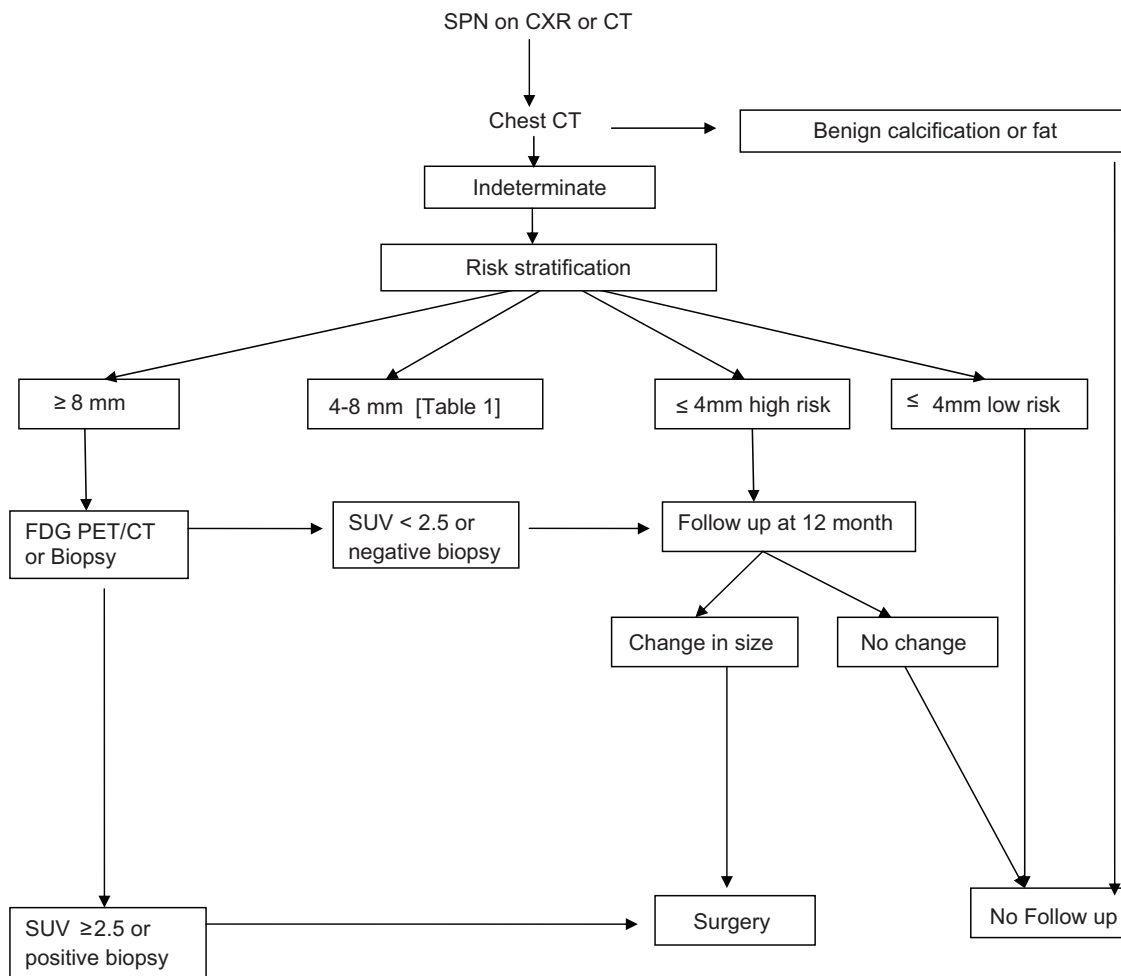 SPN on CXR or CT
Chest CT
Benign calcification or fat
Indeterminate
Risk stratification
≥ 8 mm
4-8 mm [Table 1]
≤ 4mm high risk
≤ 4mm low risk
FDG PET/CT
or Biopsy
SUV < 2.5 or
negative biopsy
Follow up at 12 month
Change in size
No change
SUV ≥2.5 or
positive biopsy
Surgery
No Follow up